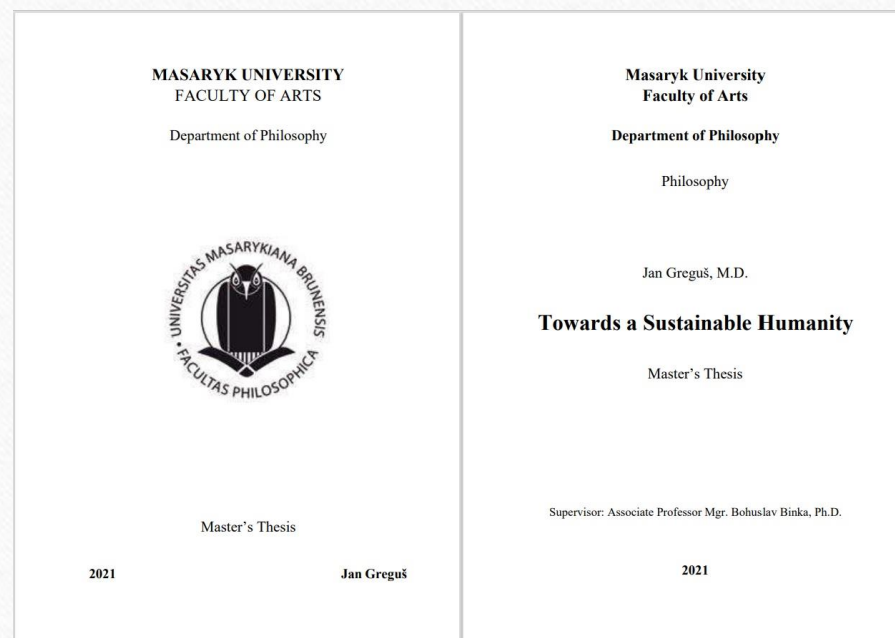 MASARYK UNIVERSITY
FACULTY OF ARTS
Department of Philosophy
UNIVERSITAS MASARYKIANA BRUNENSIS
• FACULTAS PHILOSOPHICA
Master's Thesis
2021 Jan Greguš
Masaryk University
Faculty of Arts
Department of Philosophy
Philosophy
Jan Greguš, M.D.
Towards a Sustainable Humanity
Master's Thesis
Supervisor: Associate Professor Mgr. Bohuslav Binka, Ph.D.
2021